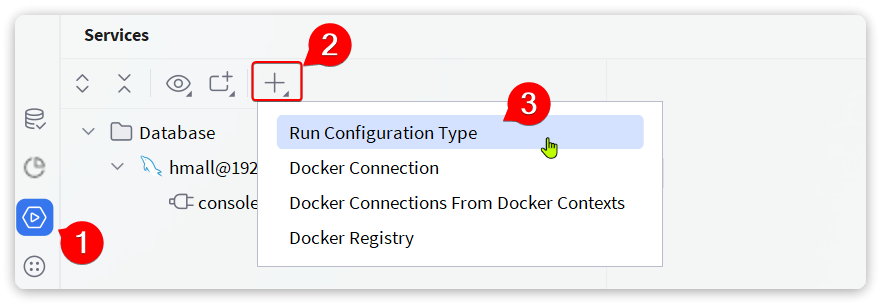 Services
2
3
Database
hmall@192
console
Run Configuration Type
Docker Connection
Docker Connections From Docker Contexts
Docker Registry
1